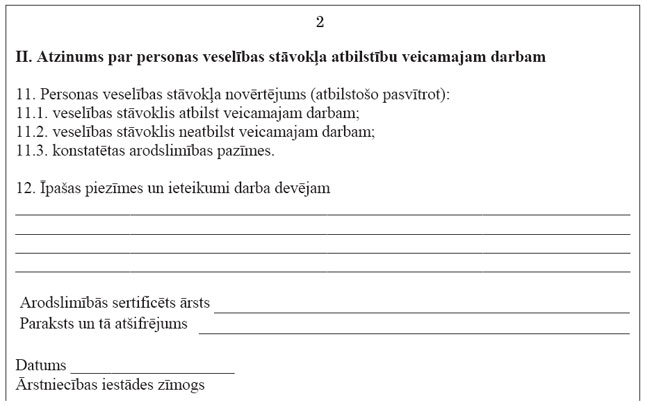 2
II. Atzinums par personas veselības stāvokļa atbilstību veicamajam darbam
11. Personas veselības stāvokļa novērtējums (atbilstošo pasvītrot):
11.1. veselības stāvoklis atbilst veicamajam darbam;
11.2. veselības stāvoklis neatbilst veicamajam darbam;
11.3. konstatētas arodslimības pazīmes.
12. Īpašas piezīmes un ieteikumi darba devējam
Arodslimībās sertificēts ārsts
Paraksts un tā atšifrējums
Datums
Ārstniecības iestādes zīmogs